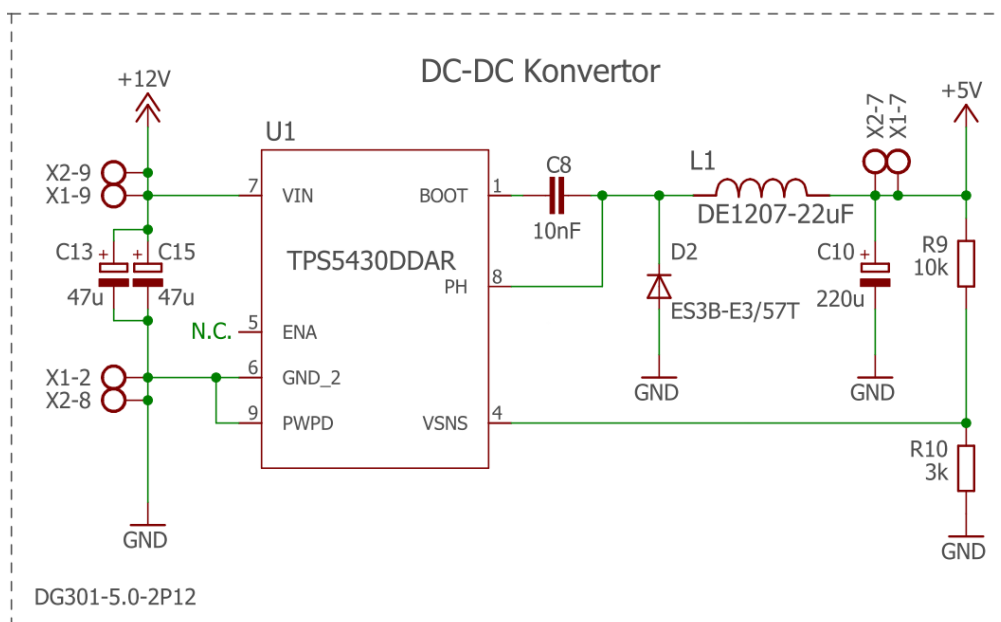 DC-DC Konvertor
+12V
X2-9
X1-9
C13
+
47u
+
C15
47u
N.C.
X1-2
X2-8
GND
U1
7
VIN
BOOT
1
TPS5430DDAR
PH
8
5
ENA
6
GND_2
9
PWPD
VSNS
4
C8
10nF
L1
DE1207-22uF
D2
ES3B-E3/57T
GND
X2-7
X1-7
+5V
C10
+
220u
GND
R9
10k
R10
3k
GND
DG301-5.0-2P12